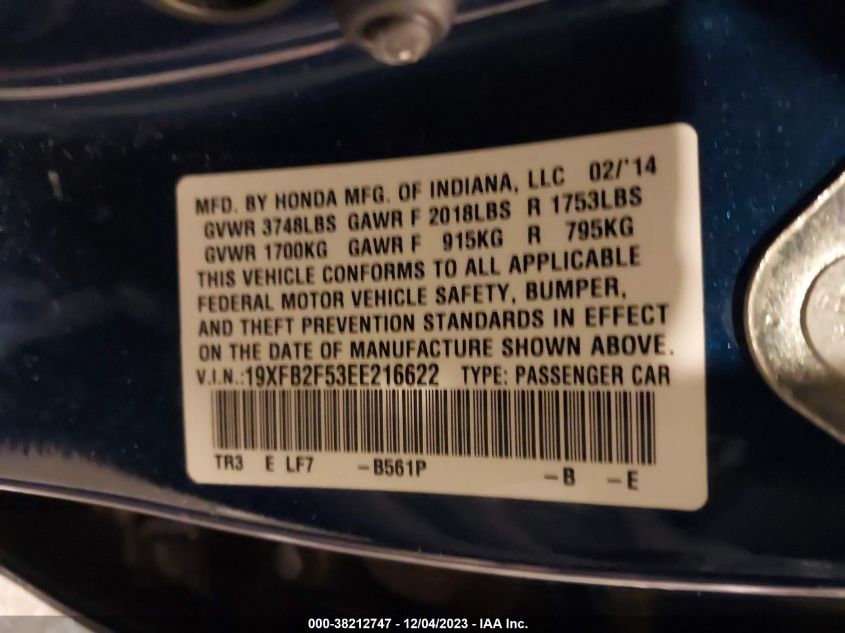 MFD. BY HONDA MFG. OF INDIANA, LLC 02/'14
GVWR 3748LBS GAWR F 2018LBS R 1753LBS
GVWR 1700KG GAWR F 915KG R 795KG
THIS VEHICLE CONFORMS TO ALL APPLICABLE
FEDERAL MOTOR VEHICLE SAFETY, BUMPER,
AND THEFT PREVENTION STANDARDS IN EFFECT
ON THE DATE OF MANUFACTURE SHOWN ABOVE.
V.I.N.:19XFB2F53EE216622 TYPE: PASSENGER CAR
TR3 E LF7 -B561P -B -E
000-38212747 - 12/04/2023 - IAA Inc.